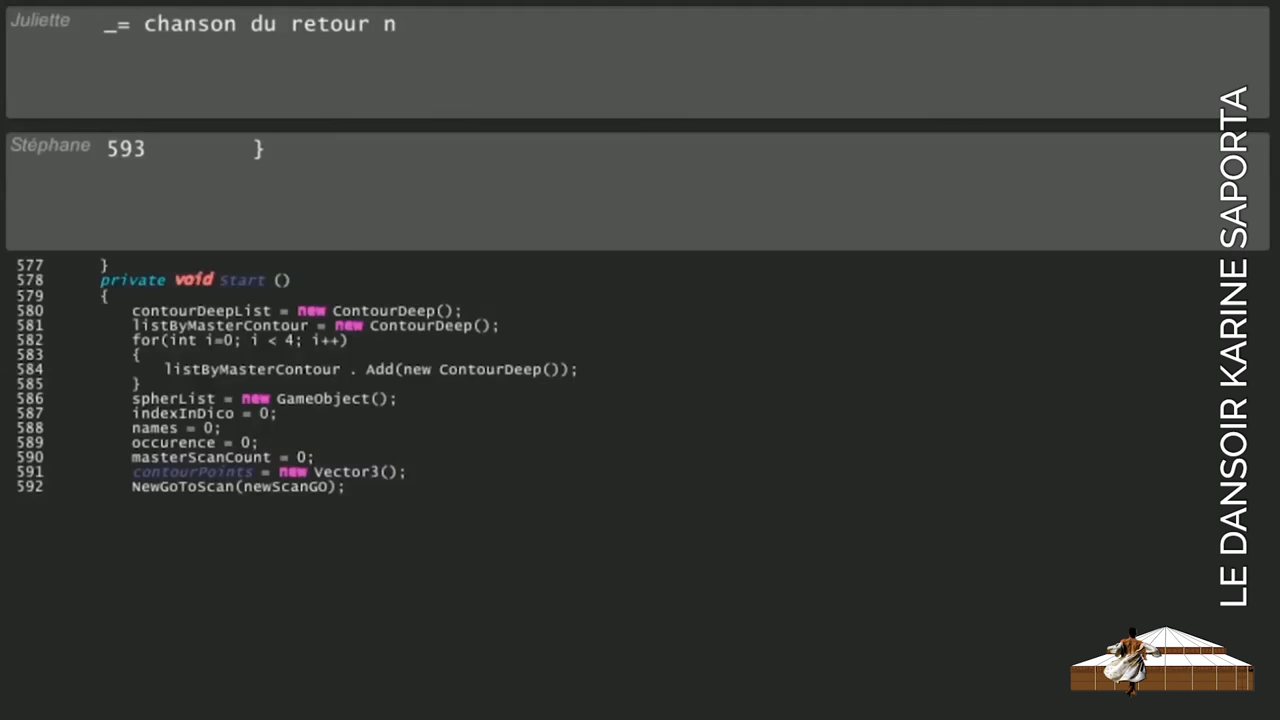 Juliette _= chanson du retour n
Stéphane 593 }
577 }
578 private void Start ()
579 {
580 contourDeepList = new ContourDeep();
581 listByMasterContour = new ContourDeep();
582 for(int i=0; i < 4; i++)
583 {
584 listByMasterContour . Add(new ContourDeep());
585 }
586 spherList = new GameObject();
587 indexInDico = 0;
588 names = 0;
589 occurence = 0;
590 masterScanCount = 0;
591 contourPoints = new Vector3();
592 NewGoToScan(newScanGO);
LE DANSOIR KARINE SAPORTA